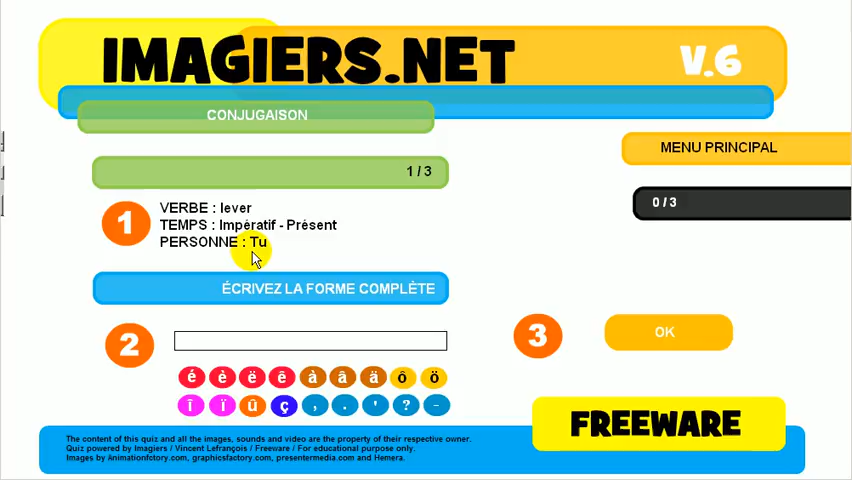 IMAGIERS.NET
V.6
CONJUGAISON
MENU PRINCIPAL
1 / 3
0 / 3
1
VERBE : lever
TEMPS : Impératif - Présent
PERSONNE : Tu
ÉCRIVEZ LA FORME COMPLÈTE
2
3
OK
é è ë ê à â ä ô ö
î ï û ç , . ' ? -
FREEWARE
The content of this quiz and all the images, sounds and video are the property of their respective owner.
Quiz powered by Imagiers / Vincent Lefrançois / Freeware / For educational purpose only.
Images by Animationfctory.com, graphicsfactory.com, presentermedia.com and Hemera.